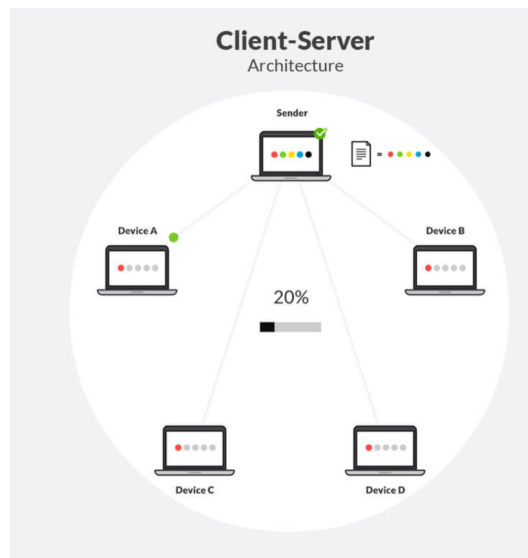 Client-Server
Architecture
Sender
=
Device A
Device B
20%
Device C
Device D